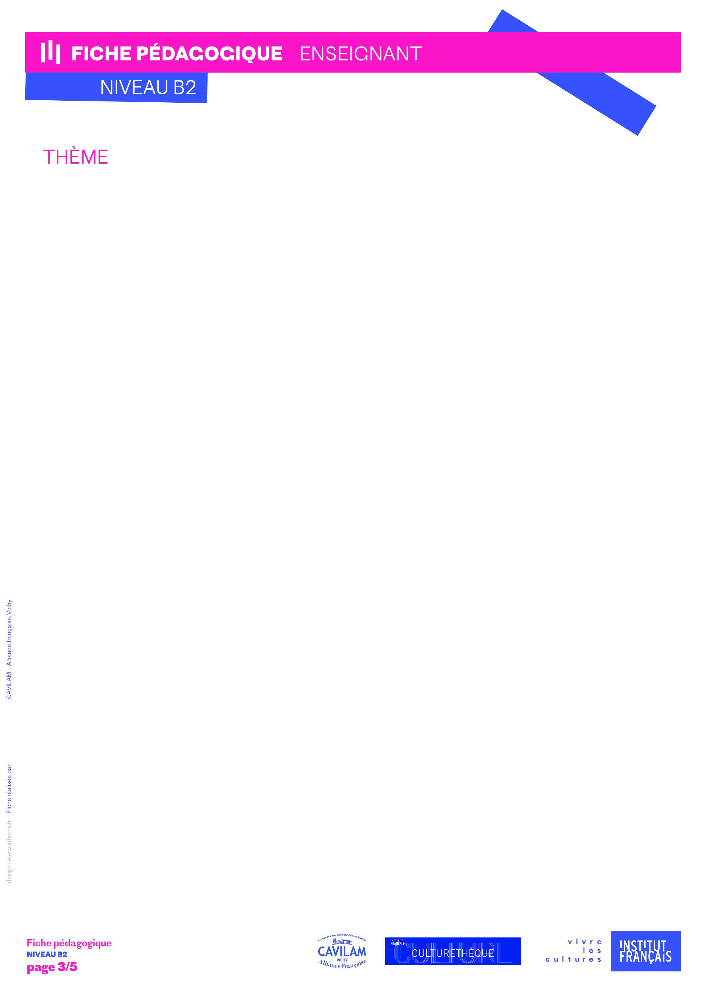 FICHE PÉDAGOGIQUE ENSEIGNANT
NIVEAU B2
THÈME
CAVILAM – Alliance française, Vichy
Fiche réalisée par
design : www.athoms.fr
Fiche pédagogique
NIVEAU B2
page 3/5
En partenariat avec l'université Clermont Auvergne
CAVILAM
VICHY
Alliance Française
INSTITUT
FRANÇAIS
CULTURE
CULTURETHÈQUE
vivre
les
cultures
INSTITUT
FRANÇAIS